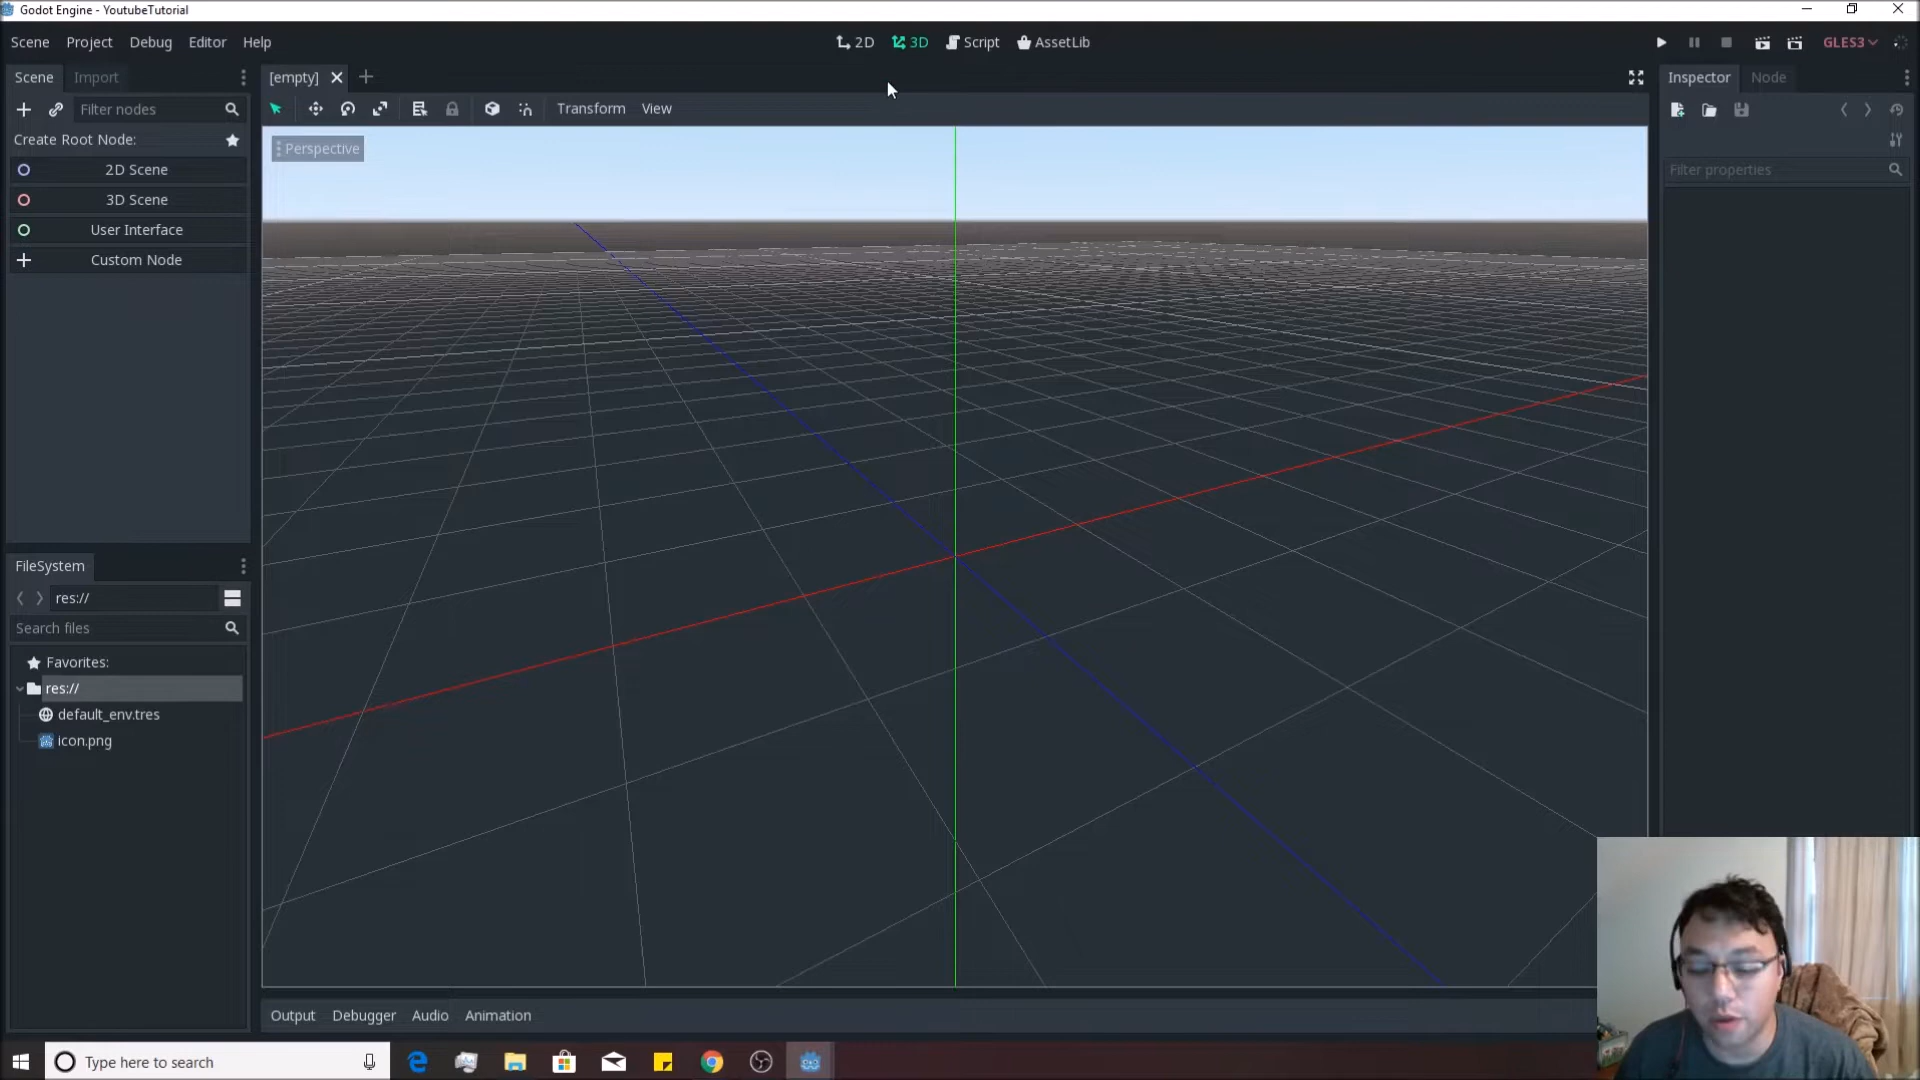 Godot Engine - YoutubeTutorial
Scene Project Debug Editor Help
2D 3D Script AssetLib
GLES3
Scene Import
[empty]
Inspector Node
Filter nodes
Transform View
Create Root Node:
Perspective
2D Scene
Filter properties
3D Scene
User Interface
Custom Node
FileSystem
res://
Search files
Favorites:
res://
default_env.tres
icon.png
Output Debugger Audio Animation
Type here to search